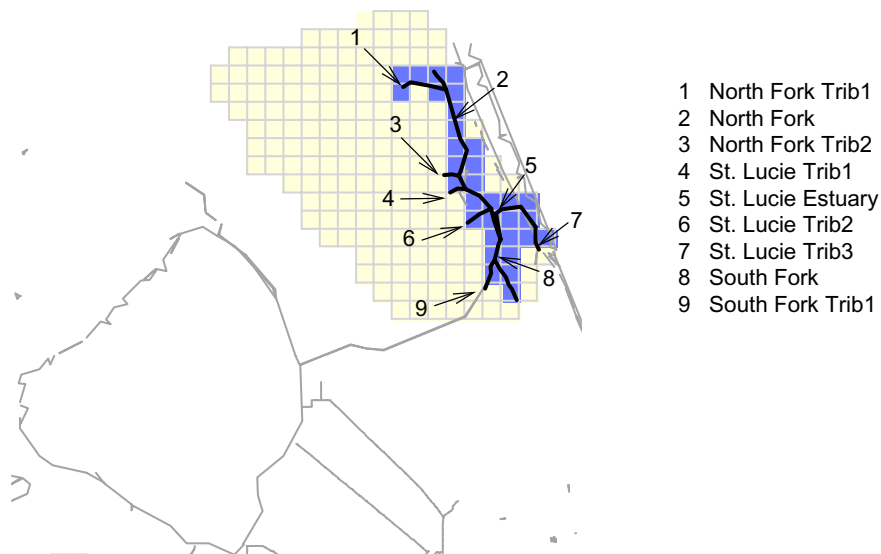 1
2
3
4
5
6
7
8
9
1 North Fork Trib1
2 North Fork
3 North Fork Trib2
4 St. Lucie Trib1
5 St. Lucie Estuary
6 St. Lucie Trib2
7 St. Lucie Trib3
8 South Fork
9 South Fork Trib1